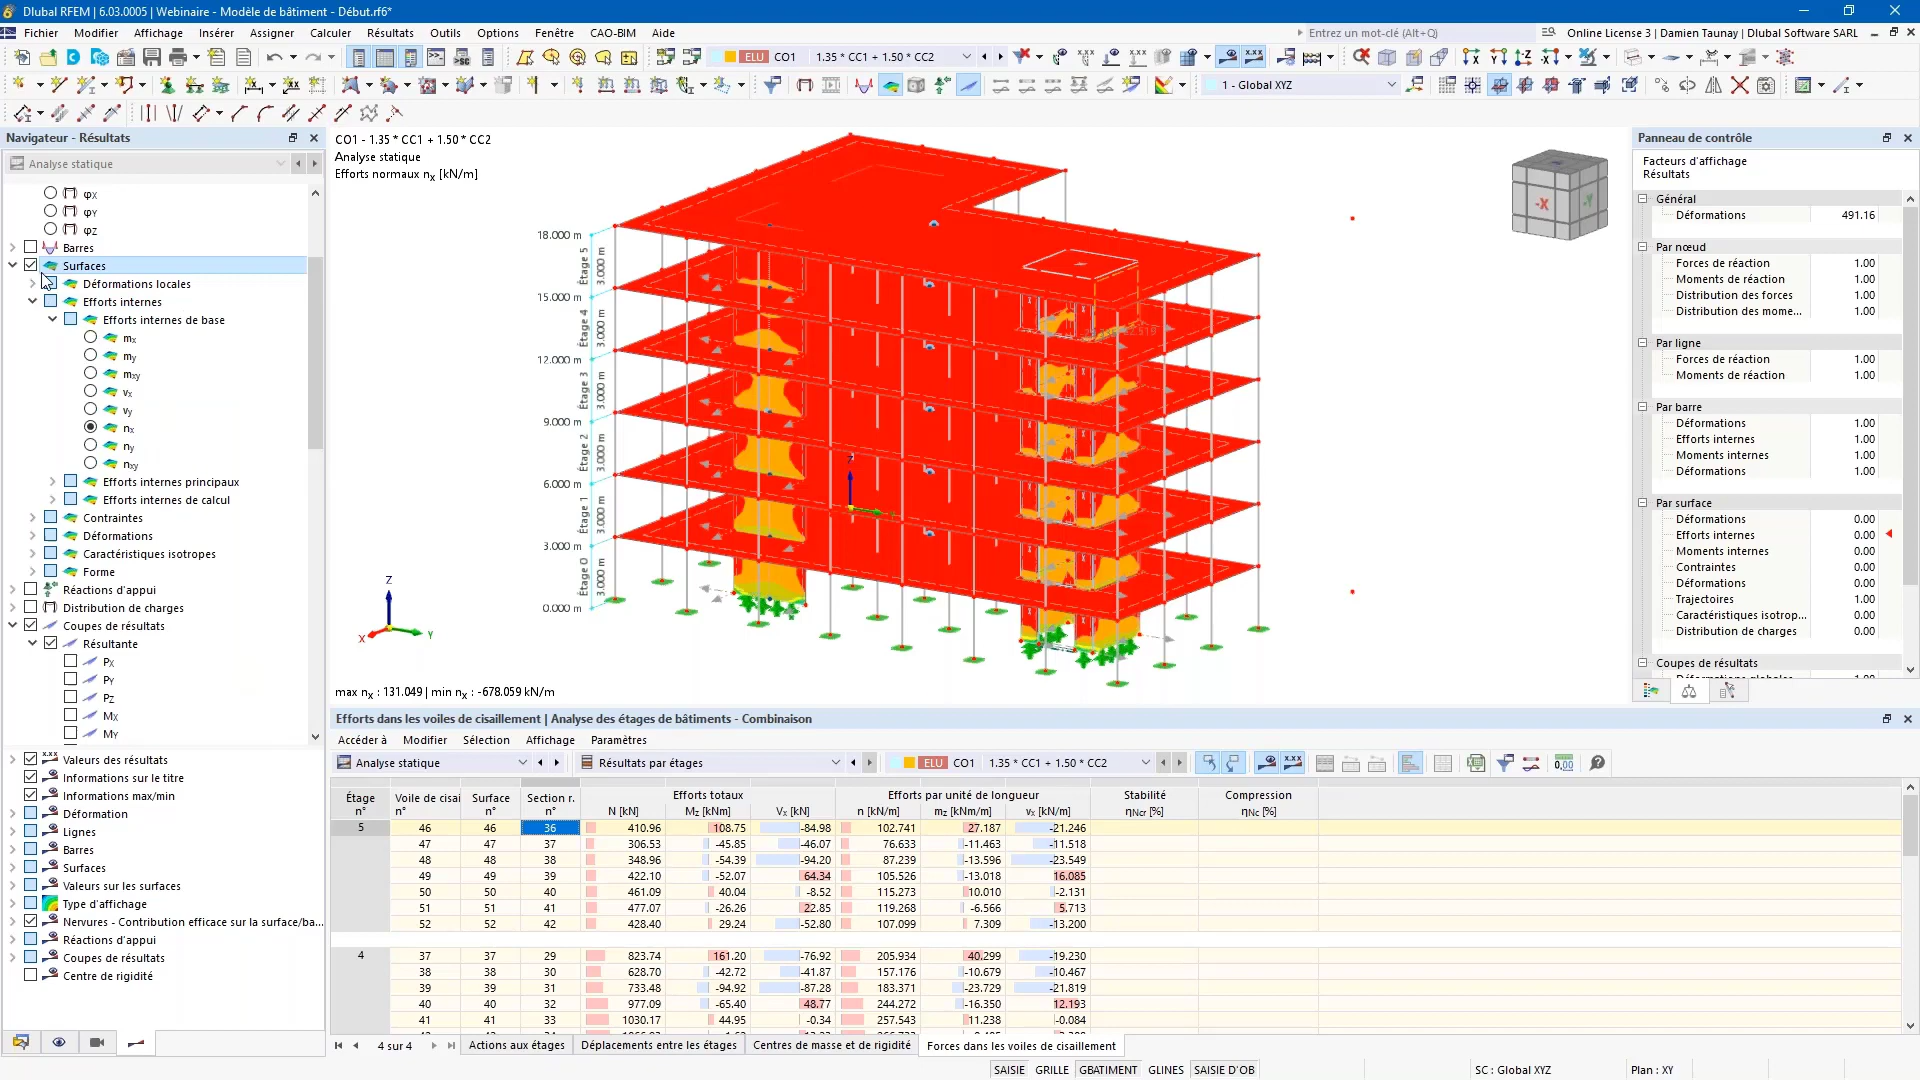 Dlubal RFEM | 6.03.0005 | Webinaire - Modèle de bâtiment - Début.rf6*
Fichier Modifier Affichage Insérer Assigner Calculer Résultats Outils Options Fenêtre CAO-BIM Aide
Entrez un mot-clé (Alt+Q)
Online License 3 | Damien Taunay | Dlubal Software SARL
ELU CO1 1.35 * CC1 + 1.50 * CC2
1 - Global XYZ
Navigateur - Résultats
Analyse statique
φX
φY
φZ
Barres
Surfaces
Déformations locales
Efforts internes
Efforts internes de base
mx
my
mxy
vx
vy
nx
ny
nxy
Efforts internes principaux
Efforts internes de calcul
Contraintes
Déformations
Caractéristiques isotropes
Forme
Réactions d'appui
Distribution de charges
Coupes de résultats
Résultante
PX
PY
PZ
MX
MY
Valeurs des résultats
Informations sur le titre
Informations max/min
Déformation
Lignes
Barres
Surfaces
Valeurs sur les surfaces
Type d'affichage
Nervures - Contribution efficace sur la surface/ba...
Réactions d'appui
Coupes de résultats
Centre de rigidité
CO1 - 1.35 * CC1 + 1.50 * CC2
Analyse statique
Efforts normaux nx [kN/m]
18.000 m
Étage 5
3.000 m
15.000 m
Étage 4
3.000 m
12.000 m
Étage 3
3.000 m
9.000 m
Étage 2
3.000 m
6.000 m
Étage 1
3.000 m
3.000 m
Étage 0
3.000 m
0.000 m
Z
Z
X
Y
-X
-Y
max nx : 131.049 | min nx : -678.059 kN/m
Panneau de contrôle
Facteurs d'affichage
Résultats
Général
Déformations 491.16
Par nœud
Forces de réaction 1.00
Moments de réaction 1.00
Distribution des forces 1.00
Distribution des mome... 1.00
Par ligne
Forces de réaction 1.00
Moments de réaction 1.00
Par barre
Déformations 1.00
Efforts internes 1.00
Moments internes 1.00
Déformations 1.00
Par surface
Déformations 0.00
Efforts internes 0.00
Moments internes 0.00
Contraintes 0.00
Déformations 0.00
Trajectoires 1.00
Caractéristiques isotrop... 0.00
Distribution de charges 0.00
Coupes de résultats
Efforts dans les voiles de cisaillement | Analyse des étages de bâtiments - Combinaison
Accéder à Modifier Sélection Affichage Paramètres
Analyse statique Résultats par étages ELU CO1 1.35 * CC1 + 1.50 * CC2
Étage Voile de cisai Surface Section r. Efforts totaux Efforts par unité de longueur Stabilité Compression
n° n° n° n° N [kN] Mz [kNm] Vx [kN] n [kN/m] mz [kNm/m] vx [kN/m] ηNcr [%] ηNc [%]
5 46 46 36 410.96 108.75 -84.98 102.741 27.187 -21.246
47 47 37 306.53 -45.85 -46.07 76.633 -11.463 -11.518
48 48 38 348.96 -54.39 -94.20 87.239 -13.596 -23.549
49 49 39 422.10 -52.07 64.34 105.526 -13.018 16.085
50 50 40 461.09 40.04 -8.52 115.273 10.010 -2.131
51 51 41 477.07 -26.26 22.85 119.268 -6.566 5.713
52 52 42 428.40 29.24 -52.80 107.099 7.309 -13.200
4 37 37 29 823.74 161.20 -76.92 205.934 40.299 -19.230
38 38 30 628.70 -42.72 -41.87 157.176 -10.679 -10.467
39 39 31 733.48 -94.92 -87.28 183.371 -23.729 -21.819
40 40 32 977.09 -65.40 48.77 244.272 -16.350 12.193
41 41 33 1030.17 44.95 -0.34 257.543 11.238 -0.084
4 sur 4 Actions aux étages Déplacements entre les étages Centres de masse et de rigidité Forces dans les voiles de cisaillement
SAISIE GRILLE GBATIMENT GLINES SAISIE D'OB SC : Global XYZ Plan : XY